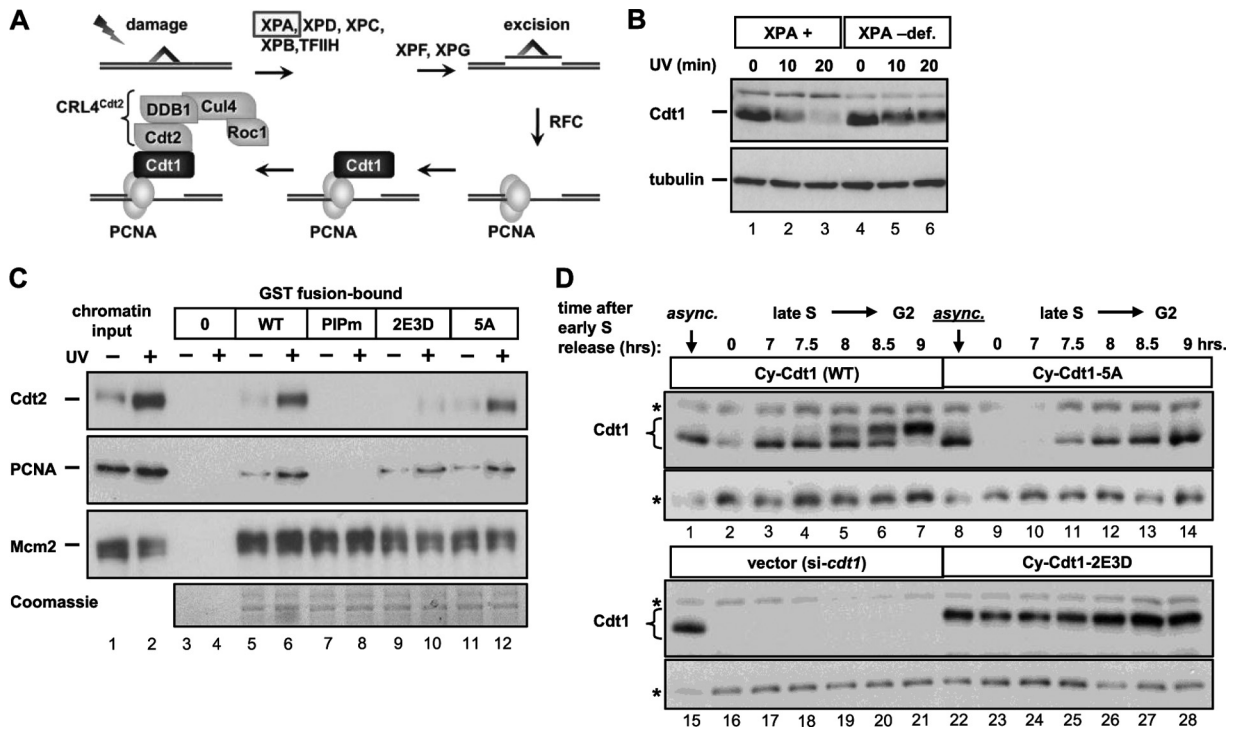 A
damage
XPA, XPD, XPC,
XPB,TFIIH
XPF, XPG
excision
CRL4Cdt2
DDB1
Cul4
Cdt2
Roc1
Cdt1
PCNA
Cdt1
PCNA
RFC
PCNA
B
XPA + XPA –def.
UV (min) 0 10 20 0 10 20
Cdt1
tubulin
1 2 3 4 5 6
C
GST fusion-bound
chromatin
input
0 WT PIPm 2E3D 5A
UV – + – + – + – + – + – +
Cdt2
PCNA
Mcm2
Coomassie
1 2 3 4 5 6 7 8 9 10 11 12
D
time after
early S
release (hrs):
async. late S G2 async. late S G2
0 7 7.5 8 8.5 9 0 7 7.5 8 8.5 9 hrs.
Cy-Cdt1 (WT) Cy-Cdt1-5A
*
Cdt1
*
1 2 3 4 5 6 7 8 9 10 11 12 13 14
vector (si-cdt1) Cy-Cdt1-2E3D
*
Cdt1
*
15 16 17 18 19 20 21 22 23 24 25 26 27 28